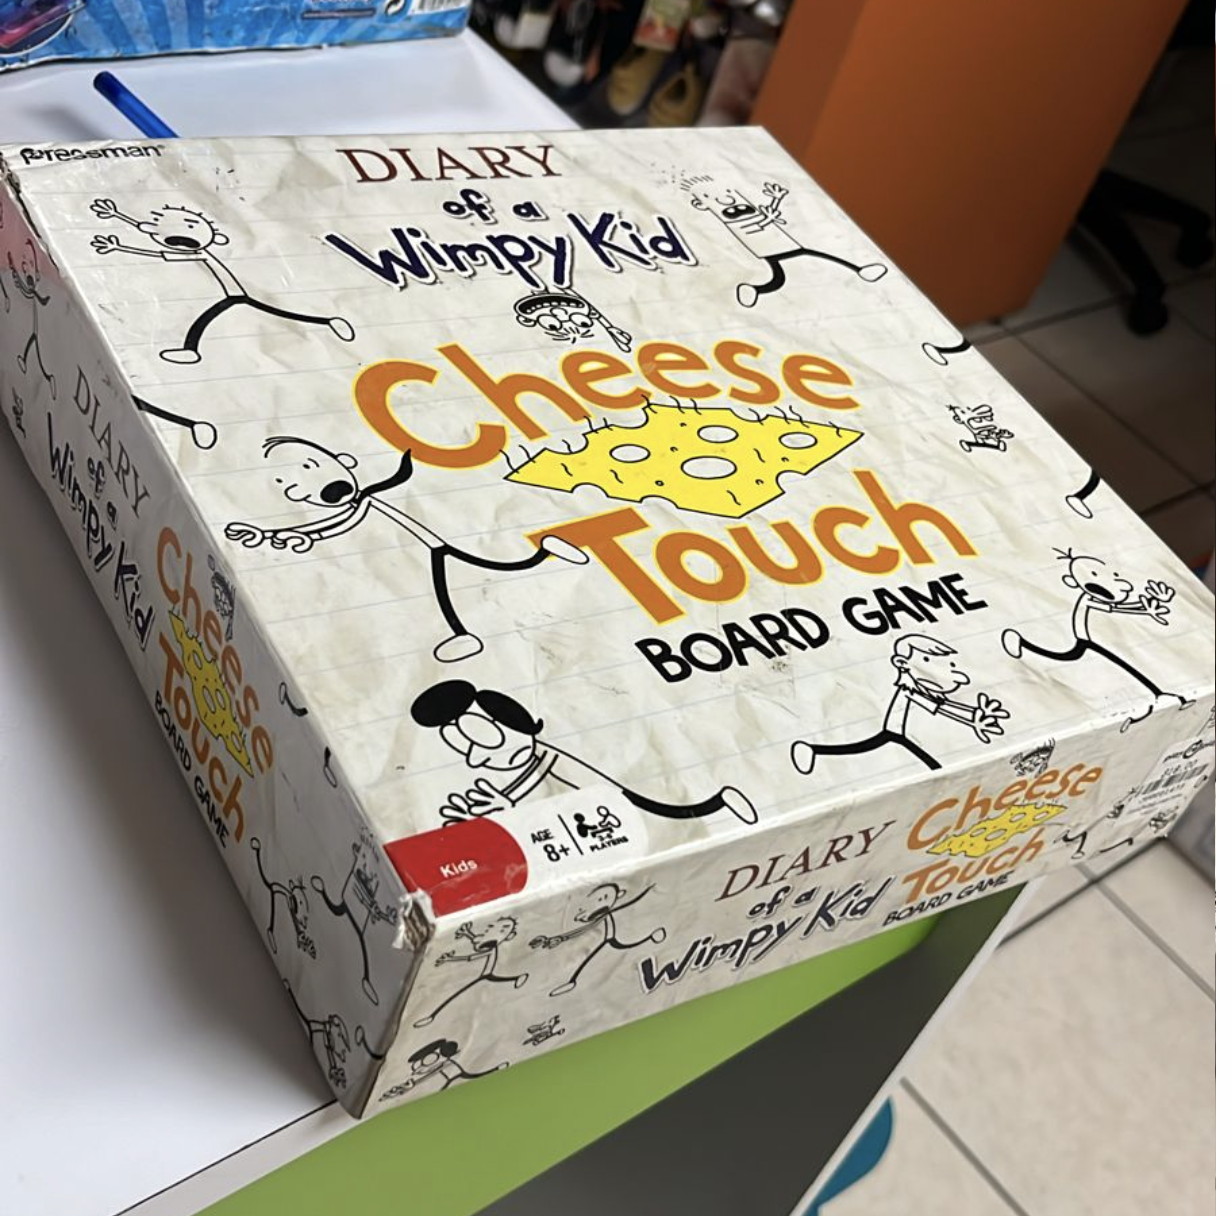 Pressman
DIARY
of a
Wimpy Kid
Cheese
Touch
BOARD GAME
Kids
AGE
8+
PLAYERS
DIARY
of a
Wimpy Kid
Cheese
Touch
BOARD GAME
DIARY
of a
Wimpy Kid
Cheese
Touch
BOARD GAME